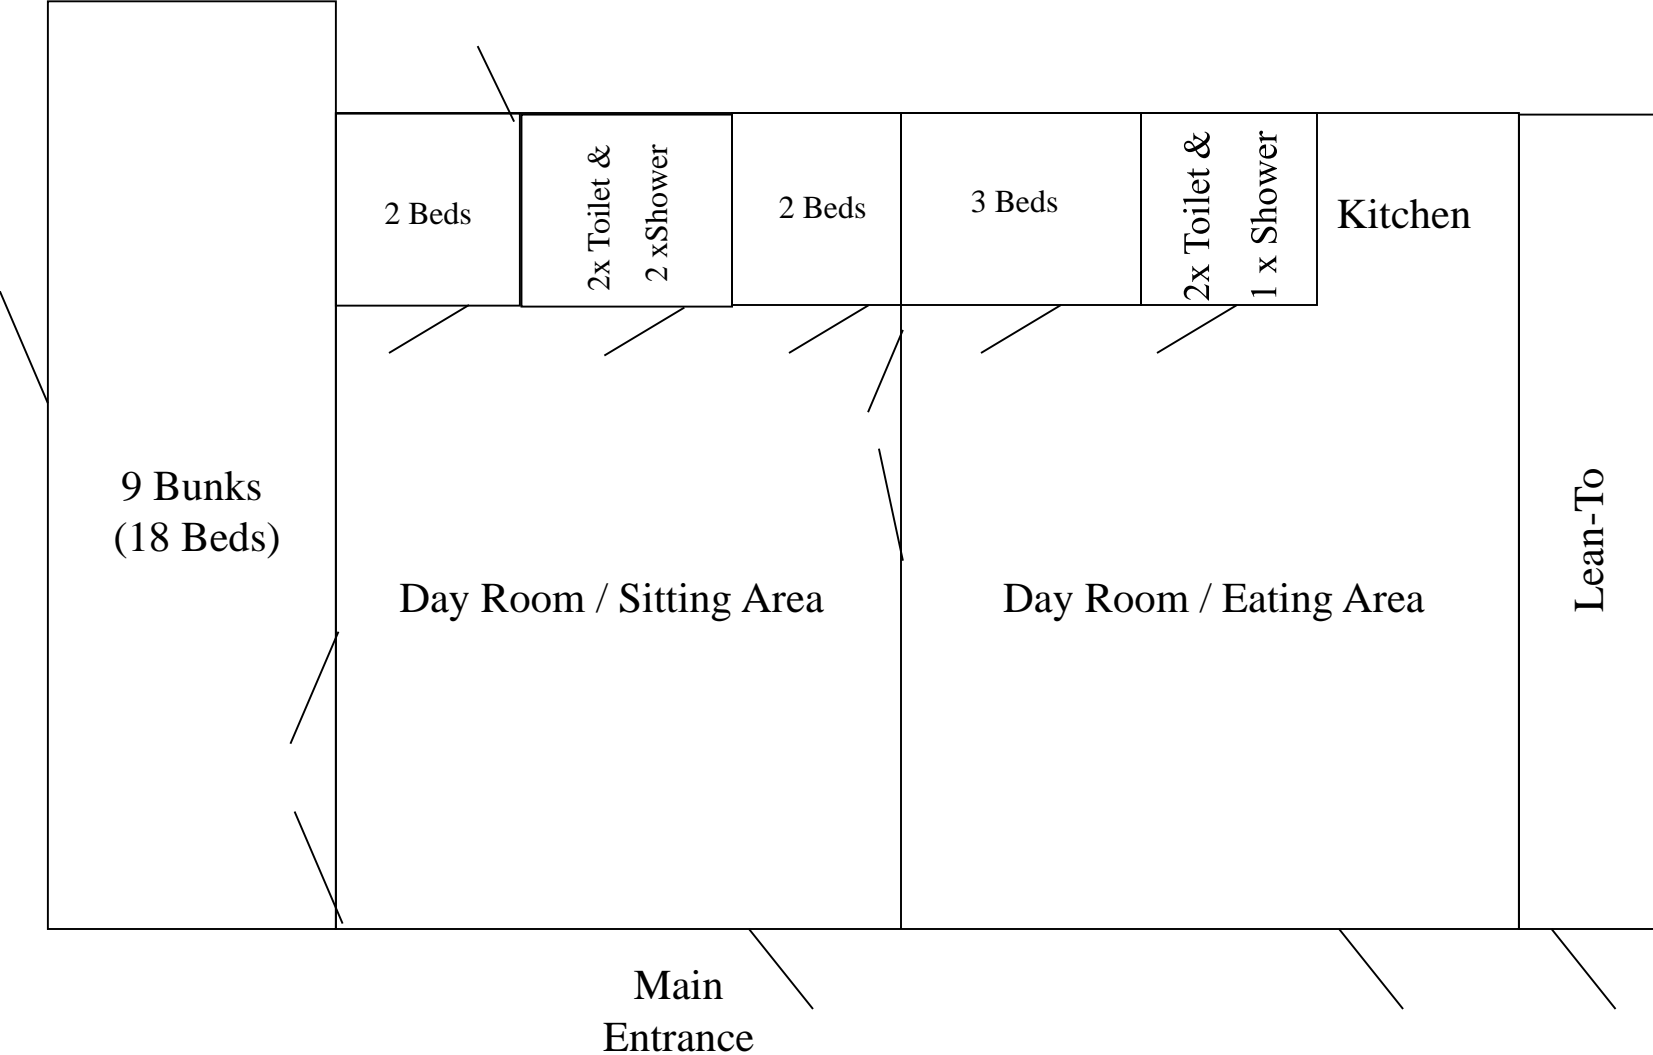 2 Beds
2x Toilet &
2 xShower
2 Beds
3 Beds
2x Toilet &
1 x Shower
Kitchen
9 Bunks
(18 Beds)
Day Room / Sitting Area
Day Room / Eating Area
Lean-To
Main
Entrance